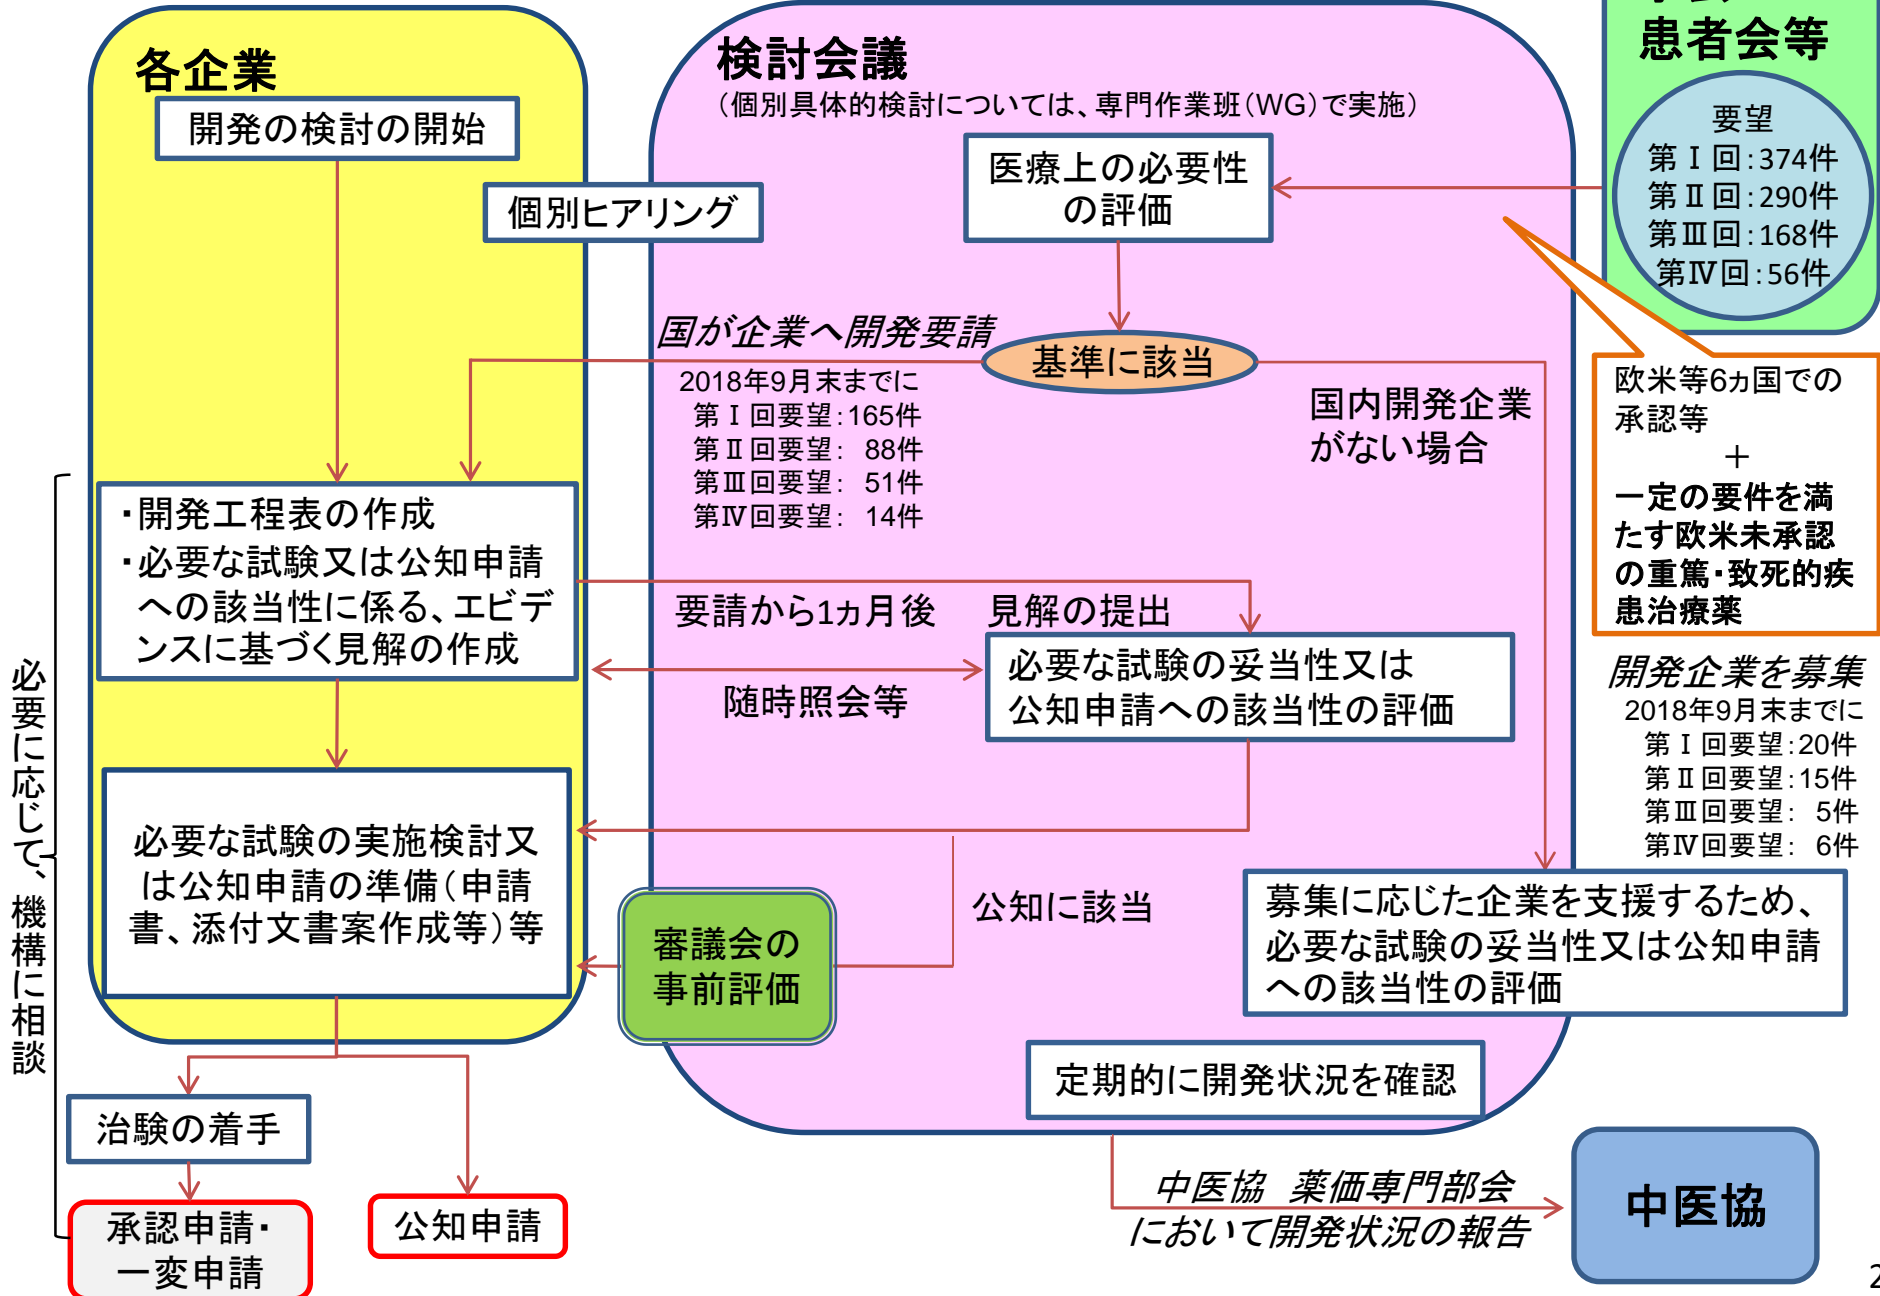 各企業
開発の検討の開始
個別ヒアリング
検討会議
（個別具体的検討については、専門作業班（WG）で実施）
医療上の必要性
の評価
患者会等
要望
第Ⅰ回：374件
第Ⅱ回：290件
第Ⅲ回：168件
第Ⅳ回：56件
国が企業へ開発要請
2018年9月末までに
第Ⅰ回要望：165件
第Ⅱ回要望： 88件
第Ⅲ回要望： 51件
第Ⅳ回要望： 14件
基準に該当
国内開発企業
がない場合
欧米等6ヵ国での
承認等
＋
一定の要件を満
たす欧米未承認
の重篤・致死的疾
患治療薬
・開発工程表の作成
・必要な試験又は公知申請
への該当性に係る、エビデ
ンスに基づく見解の作成
要請から1ヵ月後 見解の提出
随時照会等
必要な試験の妥当性又は
公知申請への該当性の評価
開発企業を募集
2018年9月末までに
第Ⅰ回要望：20件
第Ⅱ回要望：15件
第Ⅲ回要望： 5件
第Ⅳ回要望： 6件
必要に応じて、機構に相談
必要な試験の実施検討又
は公知申請の準備（申請
書、添付文書案作成等）等
審議会の
事前評価
公知に該当
募集に応じた企業を支援するため、
必要な試験の妥当性又は公知申請
への該当性の評価
定期的に開発状況を確認
治験の着手
承認申請・
一変申請
公知申請
中医協 薬価専門部会
において開発状況の報告
中医協
2